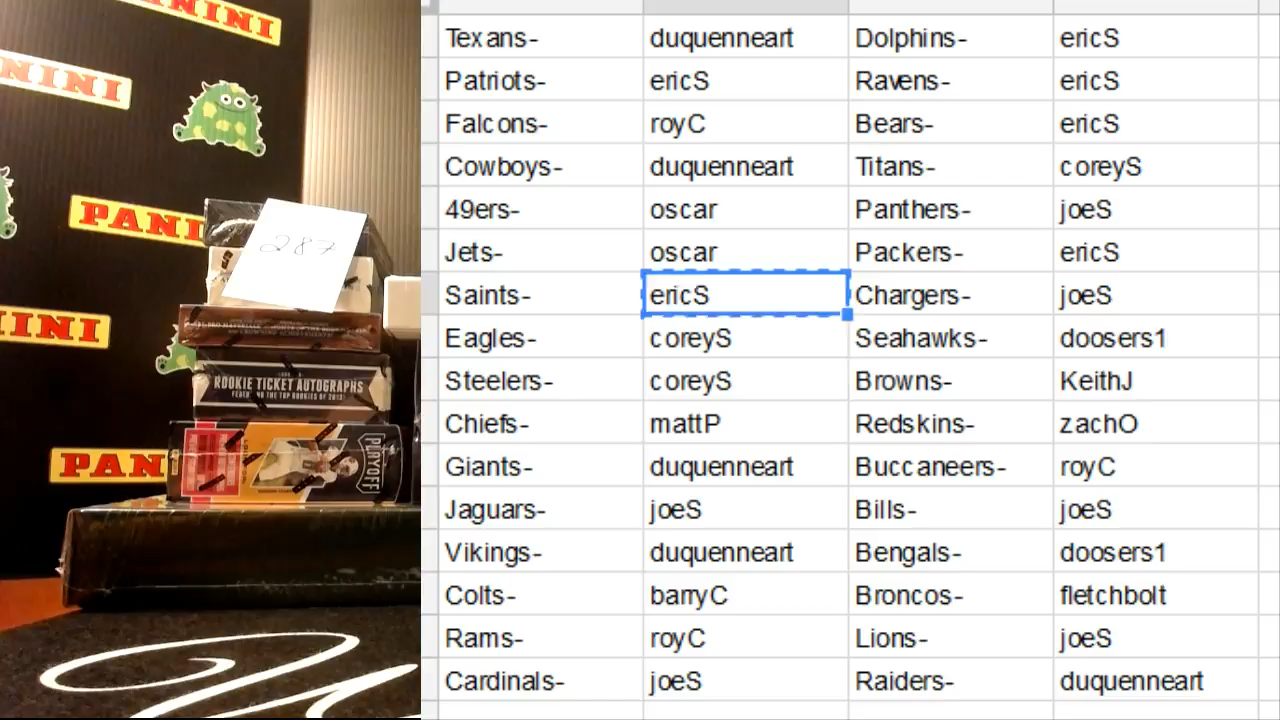 PANINI
ANINI
PANINI
INI
PANI
287
ROOKIE TICKET AUTOGRAPHS
PLAYOFF
Texans- duquenneart Dolphins- ericS
Patriots- ericS Ravens- ericS
Falcons- royC Bears- ericS
Cowboys- duquenneart Titans- coreyS
49ers- oscar Panthers- joeS
Jets- oscar Packers- ericS
Saints- ericS Chargers- joeS
Eagles- coreyS Seahawks- doosers1
Steelers- coreyS Browns- KeithJ
Chiefs- mattP Redskins- zachO
Giants- duquenneart Buccaneers- royC
Jaguars- joeS Bills- joeS
Vikings- duquenneart Bengals- doosers1
Colts- barryC Broncos- fletchbolt
Rams- royC Lions- joeS
Cardinals- joeS Raiders- duquenneart